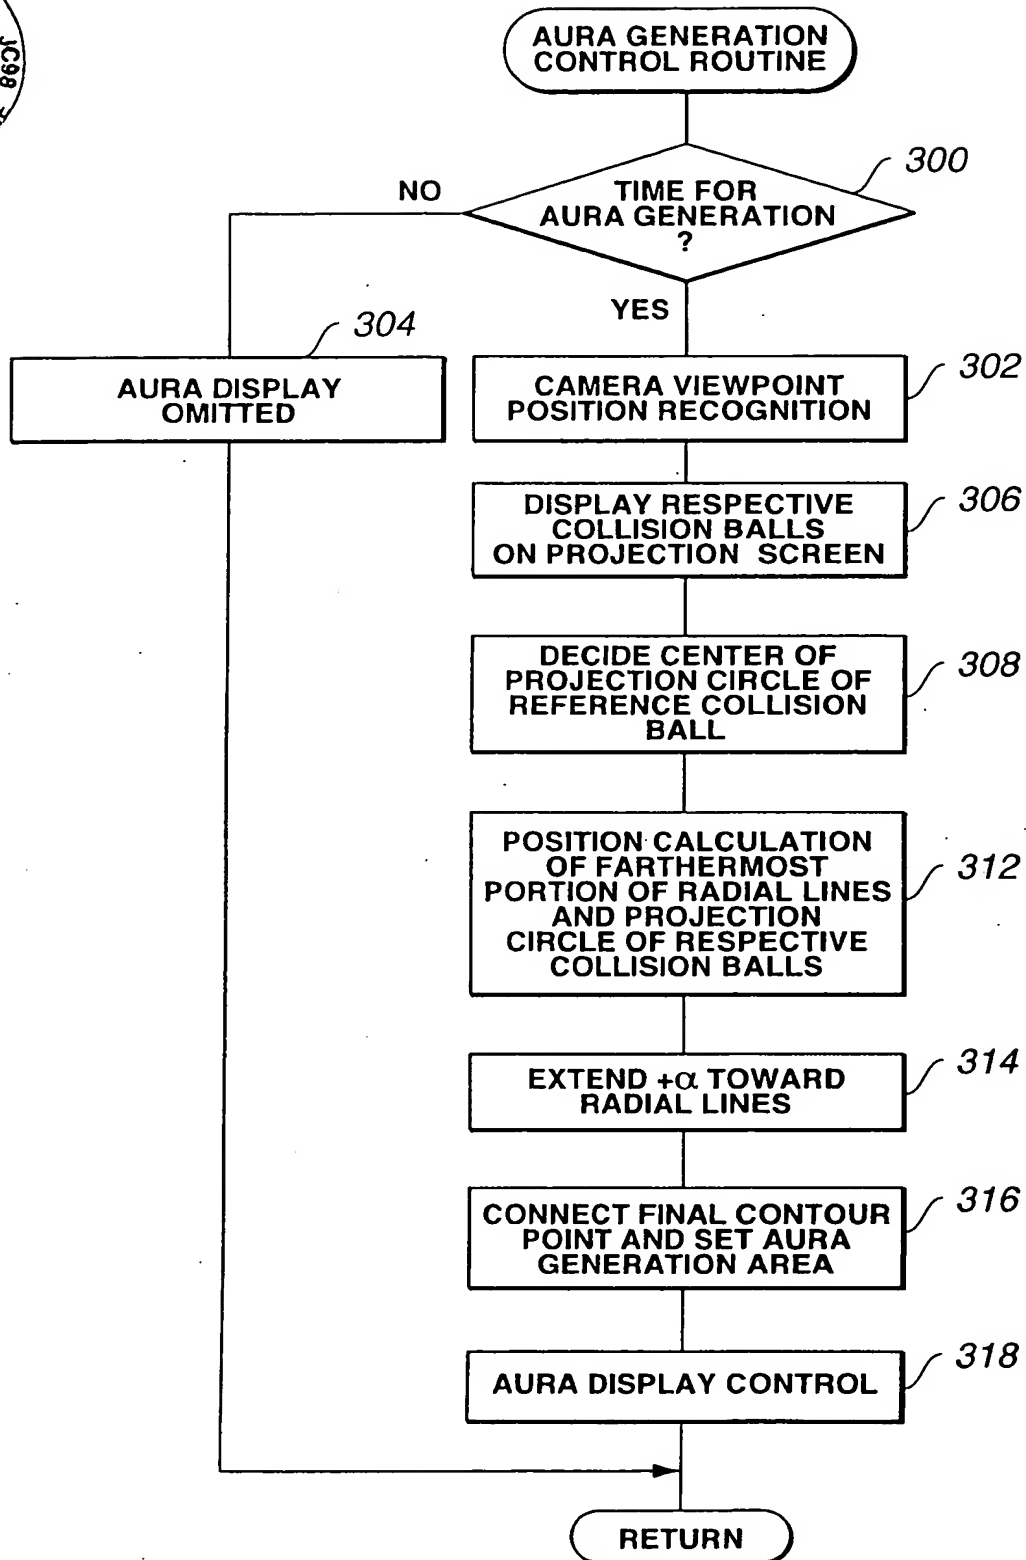 JC98
AURA GENERATION
CONTROL ROUTINE
300
NO
TIME FOR
AURA GENERATION
?
YES
304
AURA DISPLAY
OMITTED
302
CAMERA VIEWPOINT
POSITION RECOGNITION
306
DISPLAY RESPECTIVE
COLLISION BALLS
ON PROJECTION SCREEN
308
DECIDE CENTER OF
PROJECTION CIRCLE OF
REFERENCE COLLISION
BALL
312
POSITION CALCULATION
OF FARTHERMOST
PORTION OF RADIAL LINES
AND PROJECTION
CIRCLE OF RESPECTIVE
COLLISION BALLS
314
EXTEND +α TOWARD
RADIAL LINES
316
CONNECT FINAL CONTOUR
POINT AND SET AURA
GENERATION AREA
318
AURA DISPLAY CONTROL
RETURN